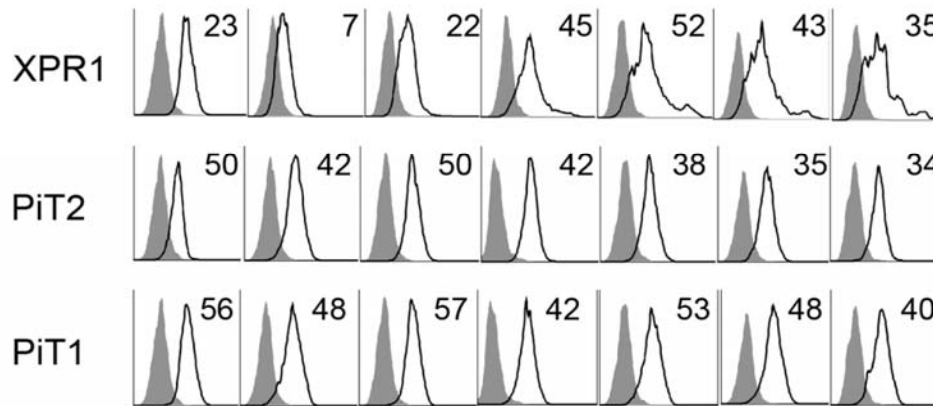 XPR1 23 7 22 45 52 43 35
PiT2 50 42 50 42 38 35 34
PiT1 56 48 57 42 53 48 40